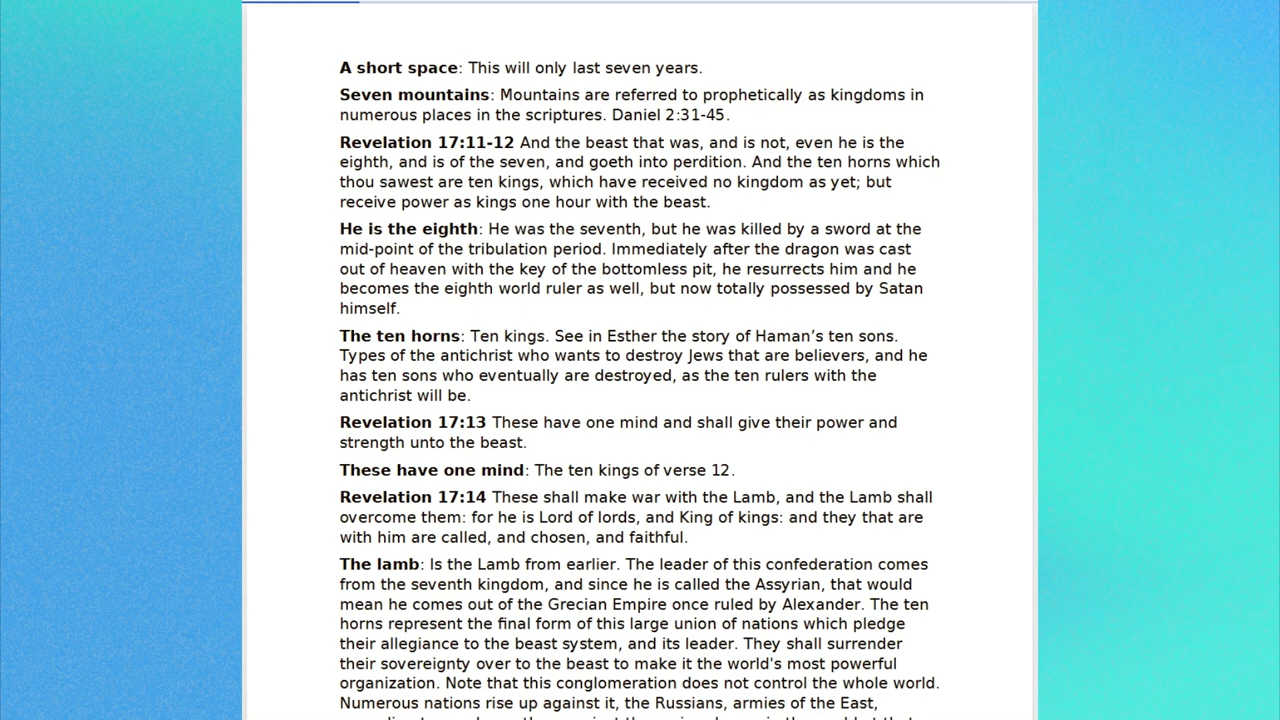 A short space: This will only last seven years.
Seven mountains: Mountains are referred to prophetically as kingdoms in
numerous places in the scriptures. Daniel 2:31-45.
Revelation 17:11-12 And the beast that was, and is not, even he is the
eighth, and is of the seven, and goeth into perdition. And the ten horns which
thou sawest are ten kings, which have received no kingdom as yet; but
receive power as kings one hour with the beast.
He is the eighth: He was the seventh, but he was killed by a sword at the
mid-point of the tribulation period. Immediately after the dragon was cast
out of heaven with the key of the bottomless pit, he resurrects him and he
becomes the eighth world ruler as well, but now totally possessed by Satan
himself.
The ten horns: Ten kings. See in Esther the story of Haman’s ten sons.
Types of the antichrist who wants to destroy Jews that are believers, and he
has ten sons who eventually are destroyed, as the ten rulers with the
antichrist will be.
Revelation 17:13 These have one mind and shall give their power and
strength unto the beast.
These have one mind: The ten kings of verse 12.
Revelation 17:14 These shall make war with the Lamb, and the Lamb shall
overcome them: for he is Lord of lords, and King of kings: and they that are
with him are called, and chosen, and faithful.
The lamb: Is the Lamb from earlier. The leader of this confederation comes
from the seventh kingdom, and since he is called the Assyrian, that would
mean he comes out of the Grecian Empire once ruled by Alexander. The ten
horns represent the final form of this large union of nations which pledge
their allegiance to the beast system, and its leader. They shall surrender
their sovereignty over to the beast to make it the world's most powerful
organization. Note that this conglomeration does not control the whole world.
Numerous nations rise up against it, the Russians, armies of the East,